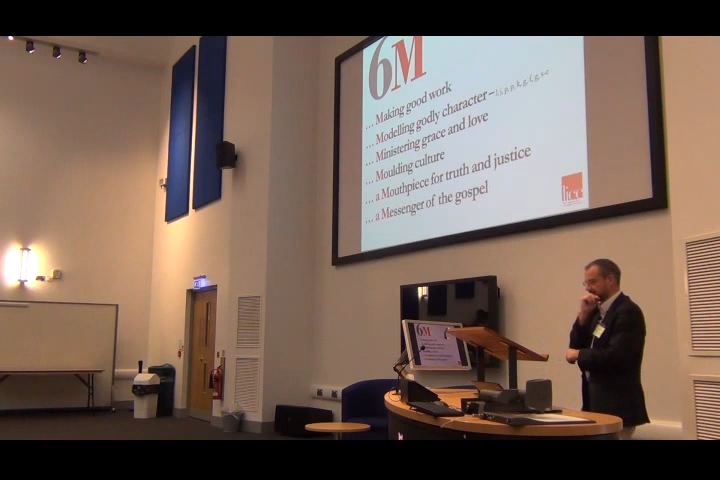 6M
... Making good work
... Modelling godly character – l j p p k g f g s-c
... Ministering grace and love
... Moulding culture
... a Mouthpiece for truth and justice
... a Messenger of the gospel
licc
6M